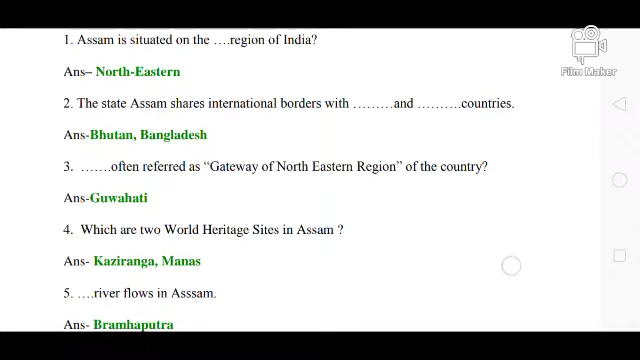 1. Assam is situated on the ….region of India?
Film Maker
Ans– North-Eastern
2. The state Assam shares international borders with ………and ……….countries.
Ans-Bhutan, Bangladesh
3. …….often referred as “Gateway of North Eastern Region” of the country?
Ans-Guwahati
4. Which are two World Heritage Sites in Assam ?
Ans- Kaziranga, Manas
5. ….river flows in Asssam.
Ans- Bramhaputra